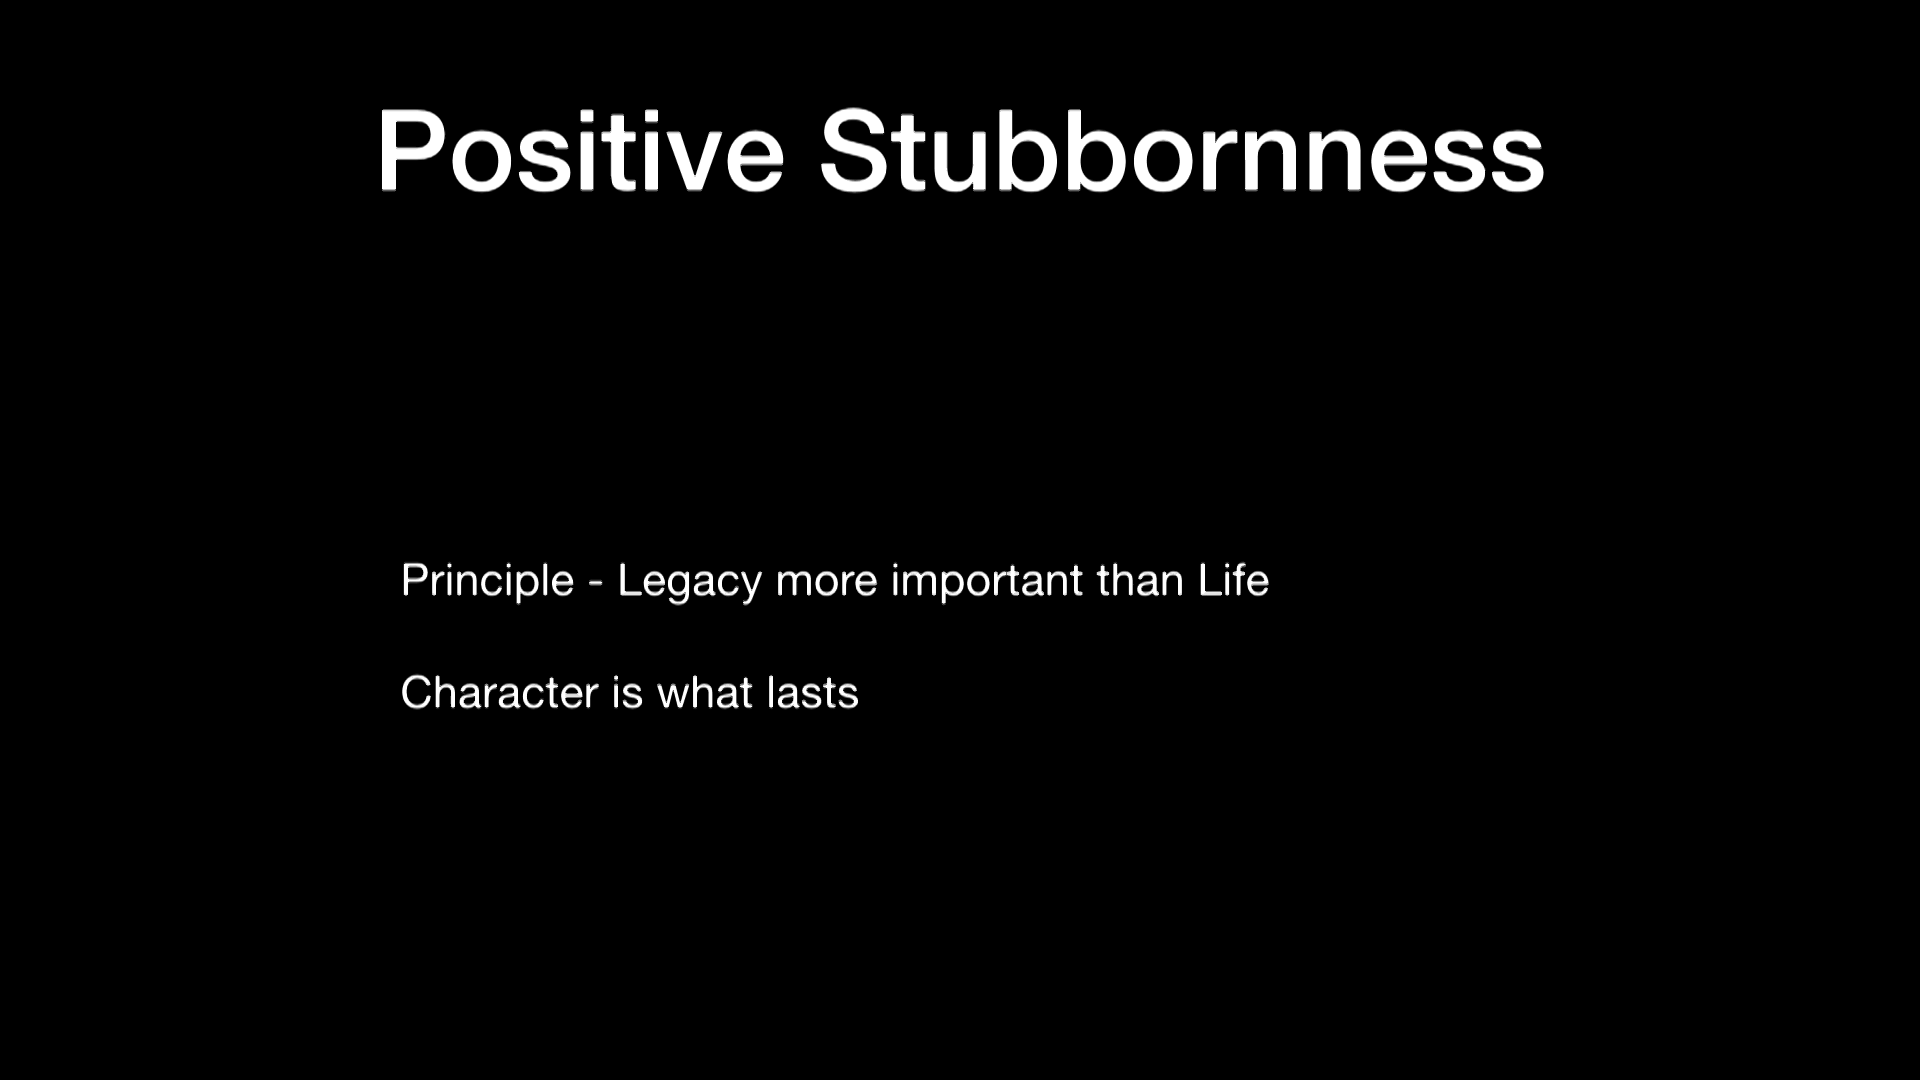 Positive Stubbornness
Principle - Legacy more important than Life
Character is what lasts